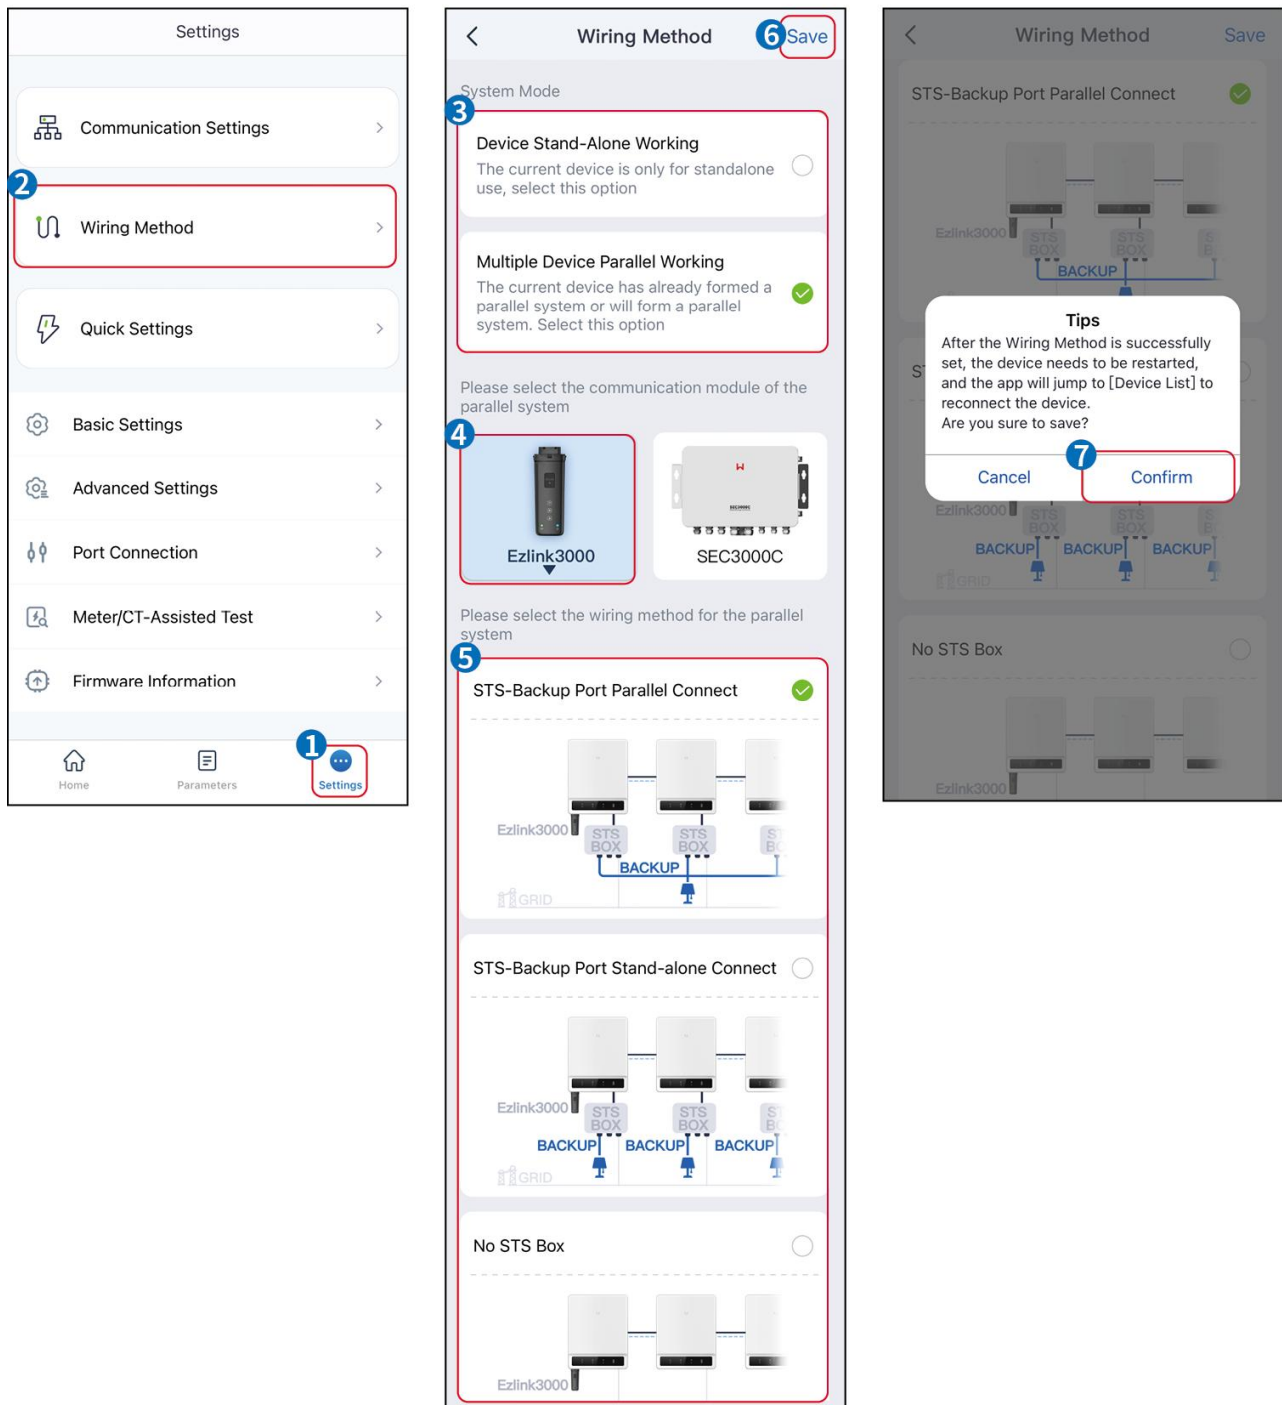 Settings
Communication Settings
2
Wiring Method
Quick Settings
Basic Settings
Advanced Settings
Port Connection
Meter/CT-Assisted Test
Firmware Information
1
Home
Parameters
Settings
Wiring Method
6
Save
System Mode
3
Device Stand-Alone Working
The current device is only for standalone
use, select this option
Multiple Device Parallel Working
The current device has already formed a
parallel system or will form a parallel
system. Select this option
Please select the communication module of the
parallel system
4
Ezlink3000
SEC3000C
SEC3000C
Please select the wiring method for the parallel
system
5
STS-Backup Port Parallel Connect
Ezlink3000
STS
BOX
STS
BOX
BACKUP
GRID
STS-Backup Port Stand-alone Connect
Ezlink3000
STS
BOX
STS
BOX
BACKUP
BACKUP
BACKUP
GRID
No STS Box
Ezlink3000
Wiring Method
Save
STS-Backup Port Parallel Connect
Ezlink3000
STS
BOX
STS
BOX
BACKUP
Tips
After the Wiring Method is successfully
set, the device needs to be restarted,
and the app will jump to [Device List] to
reconnect the device.
Are you sure to save?
7
Cancel
Confirm
Ezlink3000
STS
BOX
STS
BOX
BACKUP
BACKUP
BACKUP
GRID
No STS Box
Ezlink3000